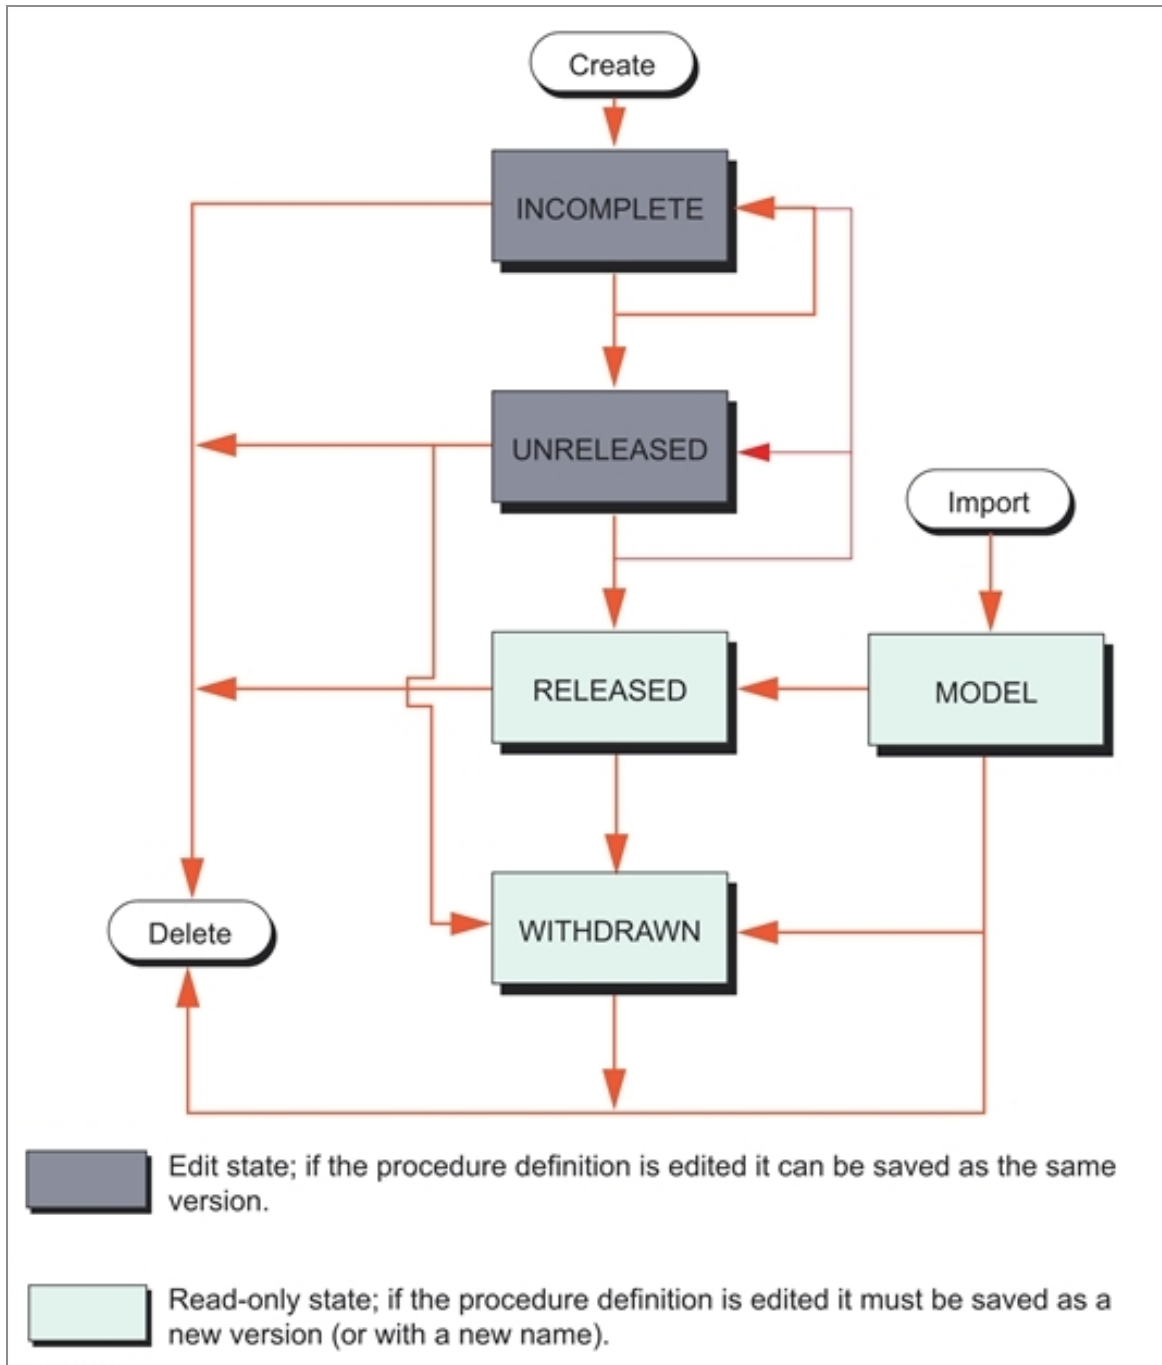 Create
INCOMPLETE
UNRELEASED
Import
RELEASED
MODEL
WITHDRAWN
Delete
Edit state; if the procedure definition is edited it can be saved as the same
version.
Read-only state; if the procedure definition is edited it must be saved as a
new version (or with a new name).